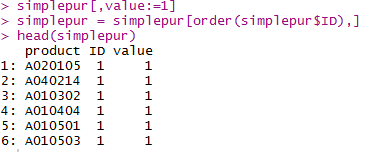 > simplepur[,value:=1]
> simplepur = simplepur[order(simplepur$ID),]
> head(simplepur)
product ID value
1: A020105 1 1
2: A040214 1 1
3: A010302 1 1
4: A010404 1 1
5: A010501 1 1
6: A010503 1 1